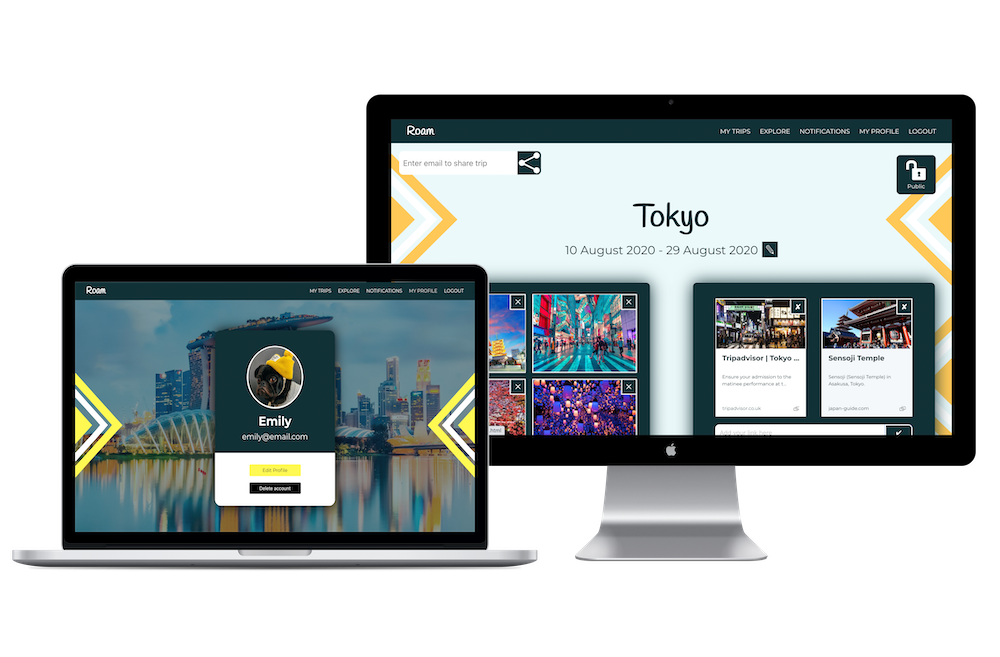 Roam
MY TRIPS EXPLORE NOTIFICATIONS MY PROFILE LOGOUT
Enter email to share trip
Public
Tokyo
10 August 2020 - 29 August 2020
Tripadvisor | Tokyo ...
Ensure your admission to the
matinee performance at t...
tripadvisor.co.uk
Sensoji Temple
Sensoji (Senso-ji) in
Asakusa, Tokyo.
japan-guide.com
Add your link here
Roam
MY TRIPS EXPLORE NOTIFICATIONS MY PROFILE LOGOUT
Emily
emily@email.com
Edit Profile
Delete account